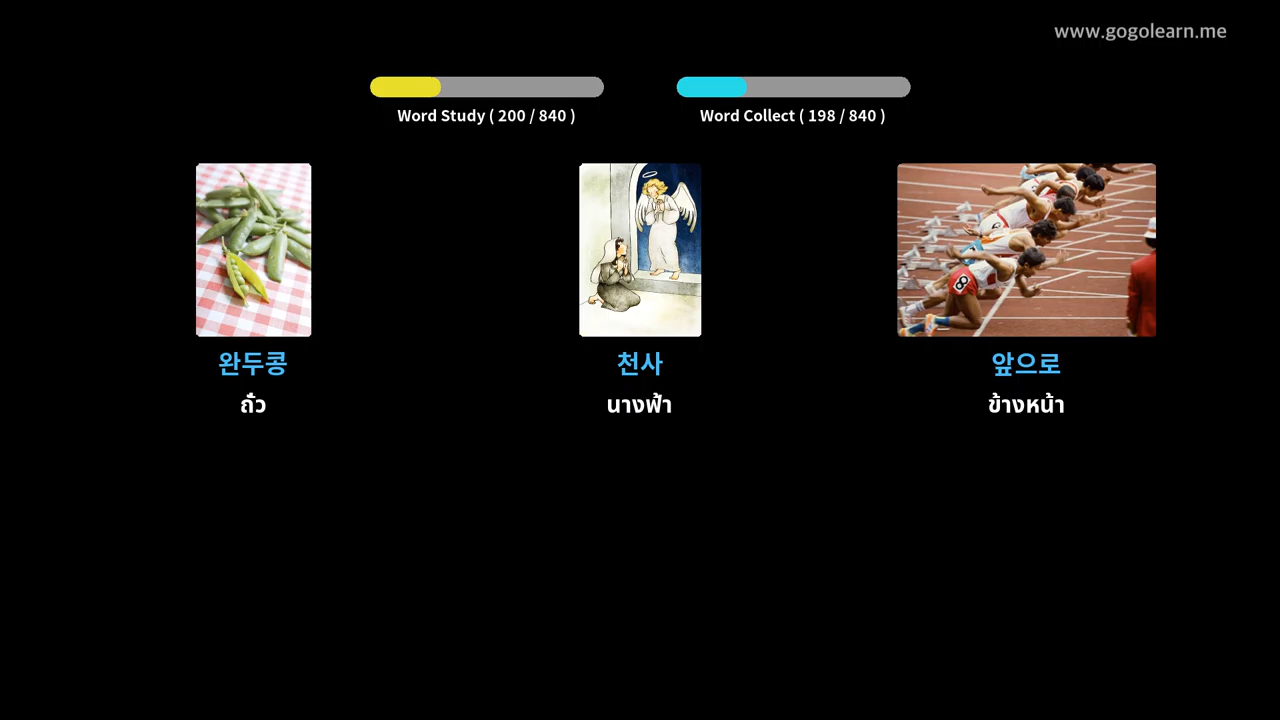 www.gogolearn.me
Word Study ( 200 / 840 )
Word Collect ( 198 / 840 )
완두콩
ถั่ว
천사
นางฟ้า
앞으로
ข้างหน้า